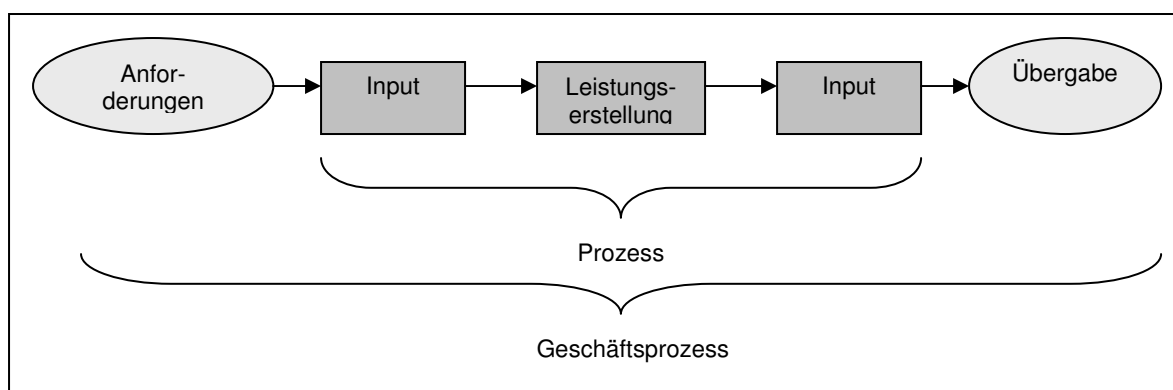 Anfor-
derungen
Input
Leistungs-
erstellung
Input
Übergabe
Prozess
Geschäftsprozess